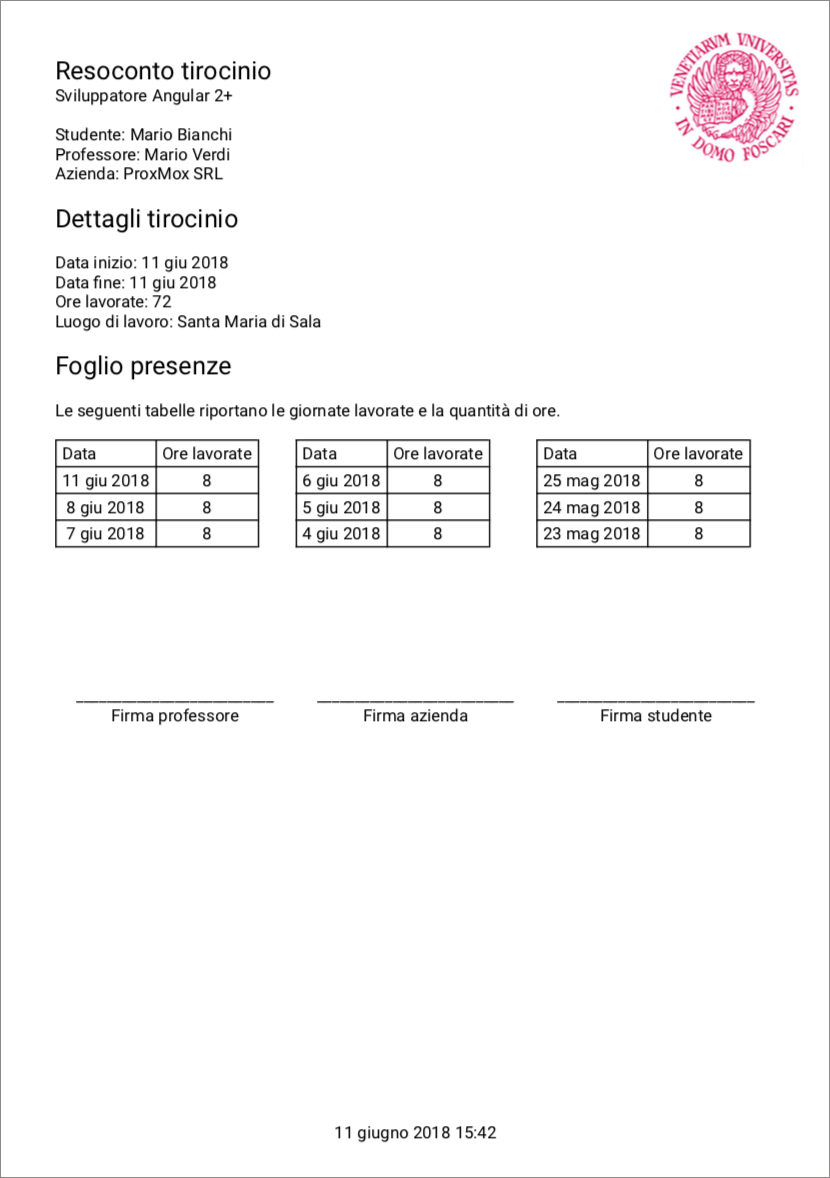 Resoconto tirocinio
Sviluppatore Angular 2+
VENETIARVM VNIVERSITAS
IN DOMO FOSCARI
Studente: Mario Bianchi
Professore: Mario Verdi
Azienda: ProxMox SRL
Dettagli tirocinio
Data inizio: 11 giu 2018
Data fine: 11 giu 2018
Ore lavorate: 72
Luogo di lavoro: Santa Maria di Sala
Foglio presenze
Le seguenti tabelle riportano le giornate lavorate e la quantità di ore.
Data Ore lavorate
11 giu 2018 8
8 giu 2018 8
7 giu 2018 8
Data Ore lavorate
6 giu 2018 8
5 giu 2018 8
4 giu 2018 8
Data Ore lavorate
25 mag 2018 8
24 mag 2018 8
23 mag 2018 8
Firma professore
Firma azienda
Firma studente
11 giugno 2018 15:42